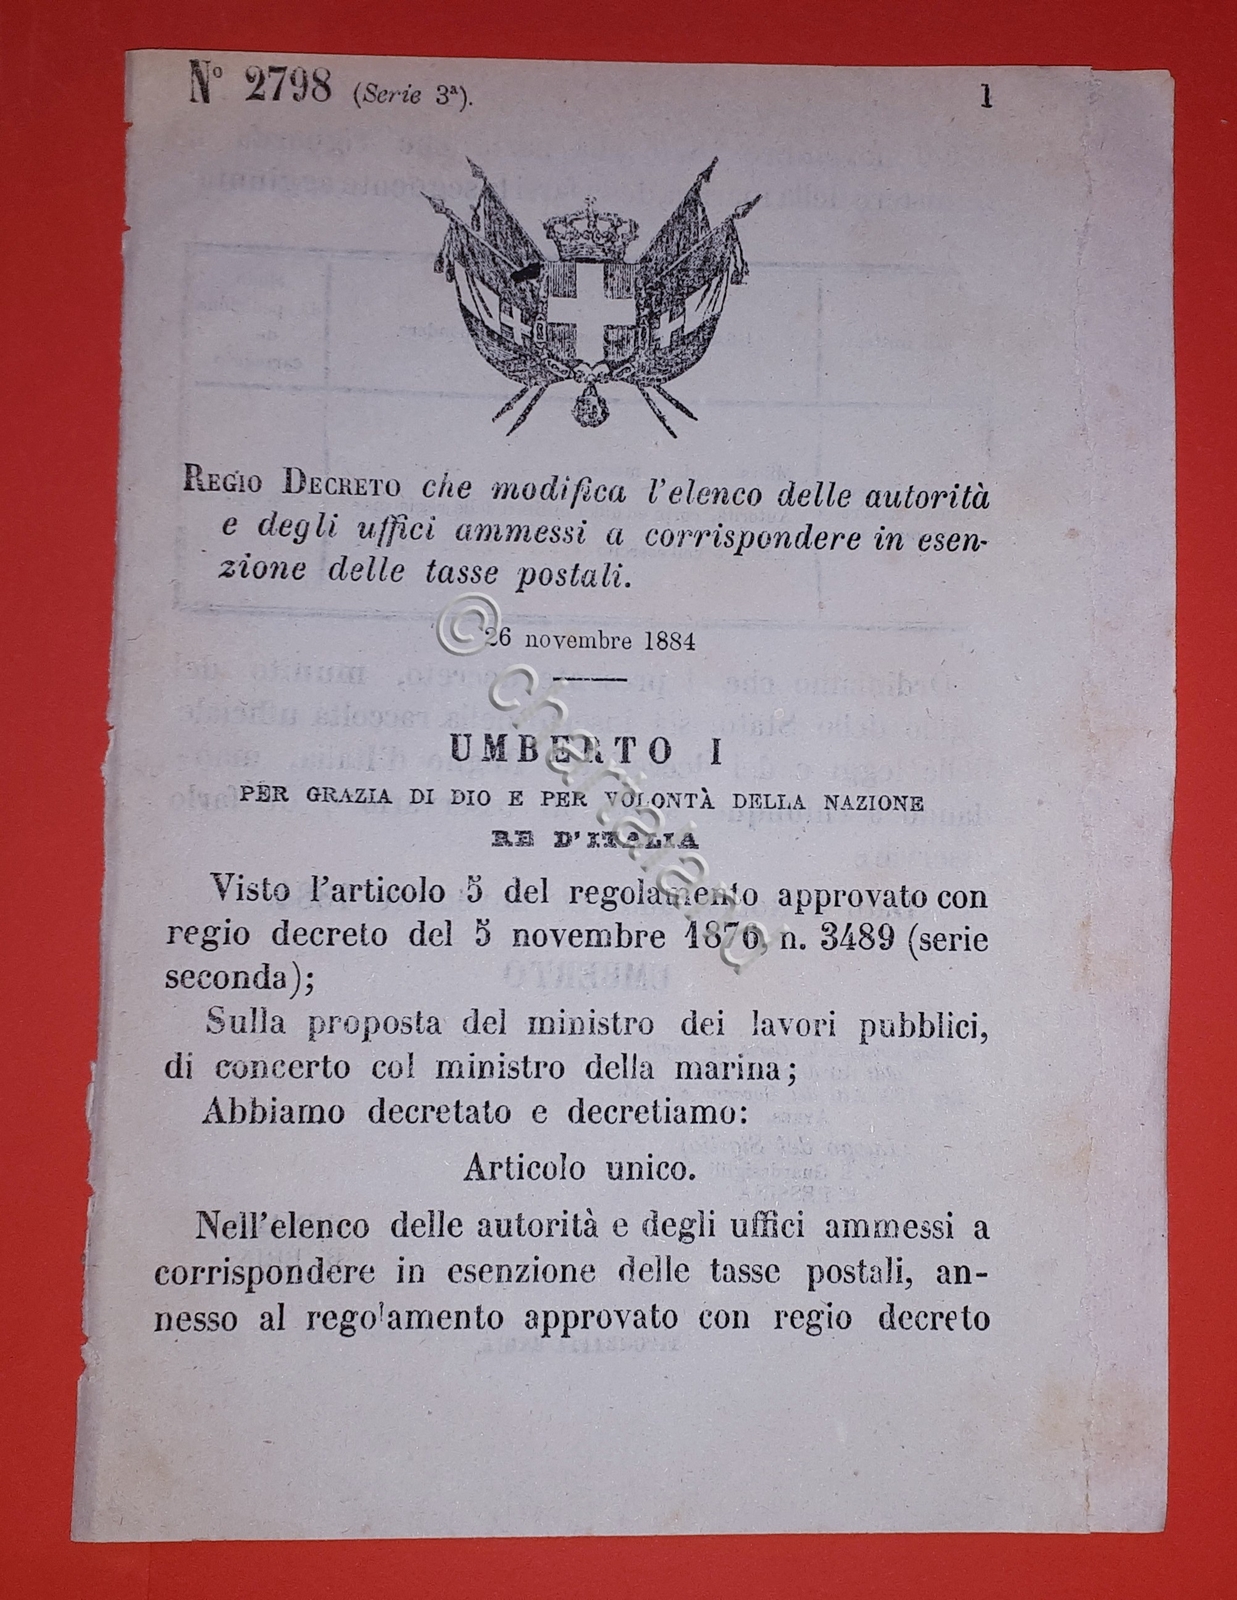 N° 2798 (Serie 3ª).
1
REGIO DECRETO che modifica l'elenco delle autorità
e degli uffici ammessi a corrispondere in esen-
zione delle tasse postali.
26 novembre 1884
UMBERTO I
PER GRAZIA DI DIO E PER VOLONTÀ DELLA NAZIONE
RE D'ITALIA
Visto l'articolo 5 del regolamento approvato con
regio decreto del 5 novembre 1876, n. 3489 (serie
seconda);
Sulla proposta del ministro dei lavori pubblici,
di concerto col ministro della marina;
Abbiamo decretato e decretiamo:
Articolo unico.
Nell'elenco delle autorità e degli uffici ammessi a
corrispondere in esenzione delle tasse postali, an-
nesso al regolamento approvato con regio decreto
© chartaland